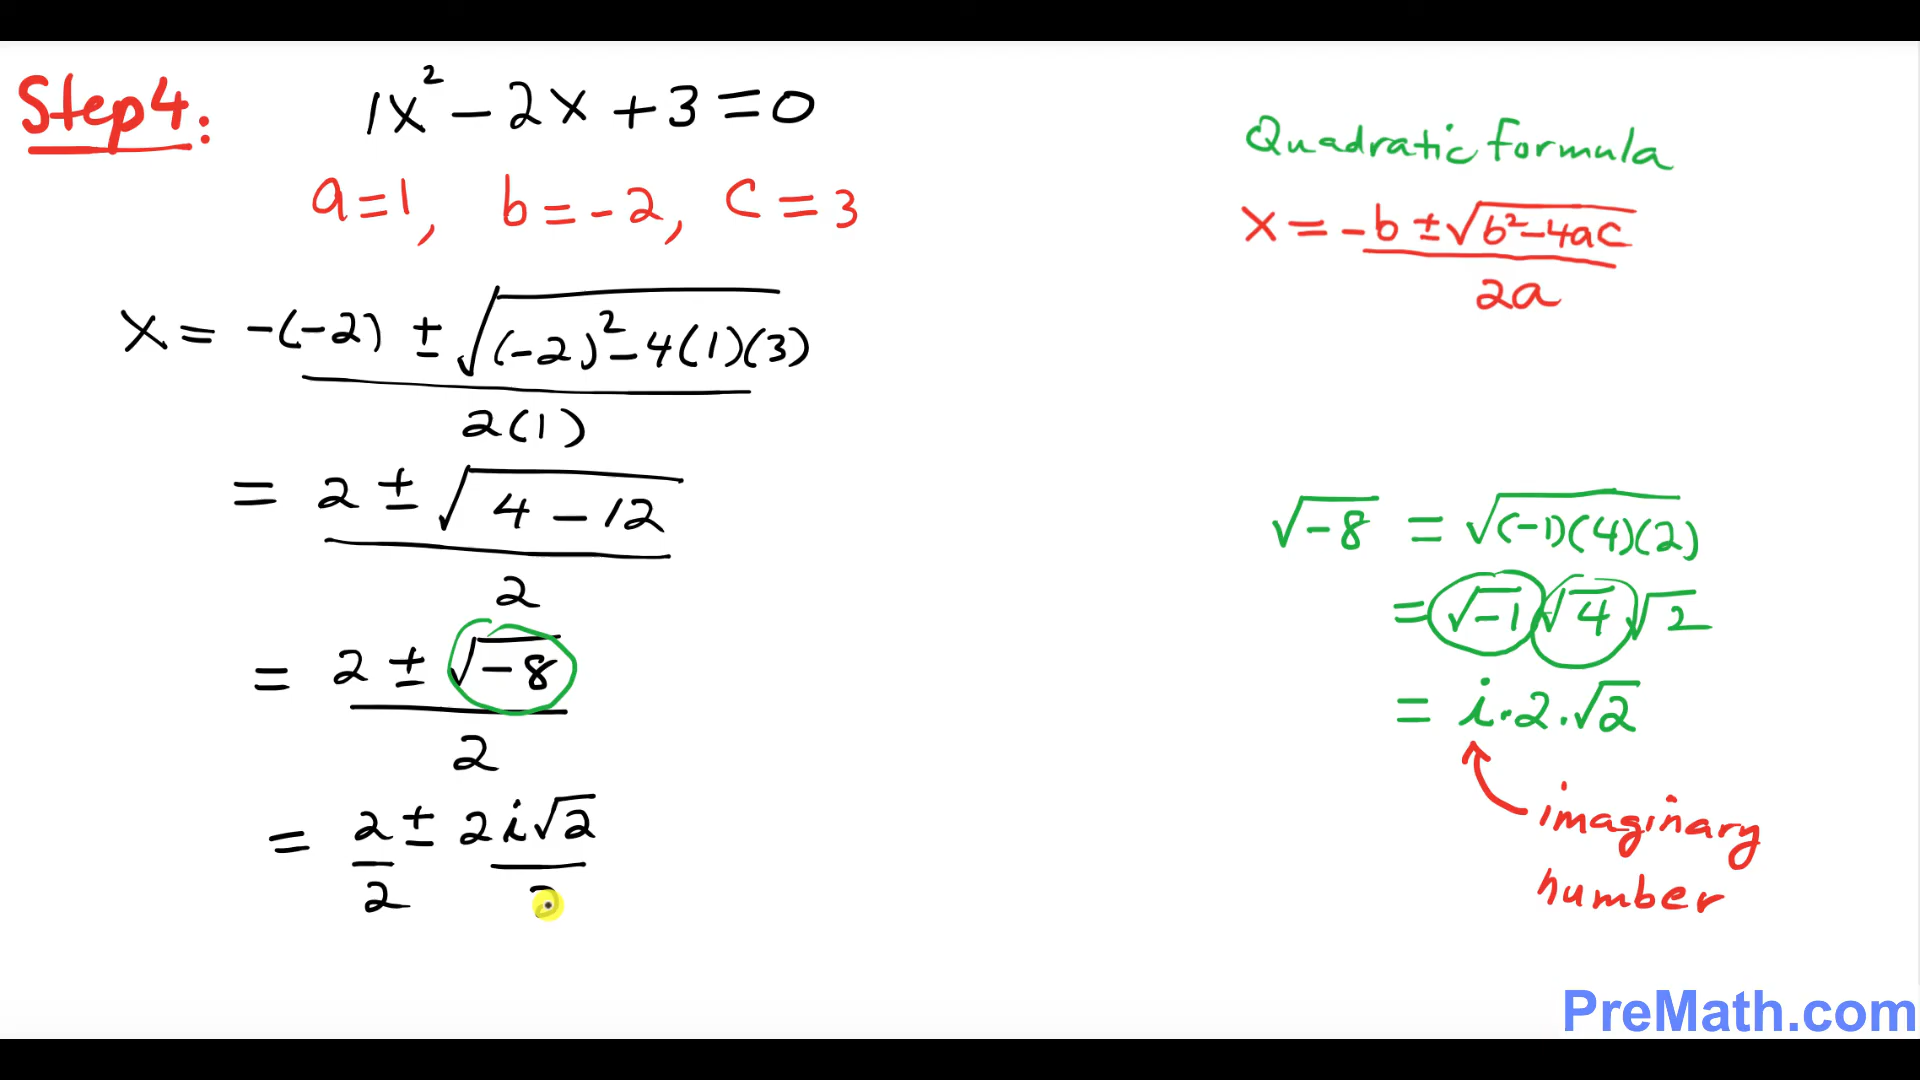 Step4:
1x² - 2x + 3 = 0
a=1, b=-2, c=3
x = -(-2) ± √(-2)² - 4(1)(3)
2(1)
= 2 ± √4 - 12
2
= 2 ± √-8
2
= 2 ± 2i√2
2 2
Quadratic Formula
x = -b ± √b²-4ac
2a
√-8 = √(-1)(4)(2)
= √-1 √4 √2
= i·2·√2
imaginary
number
PreMath.com